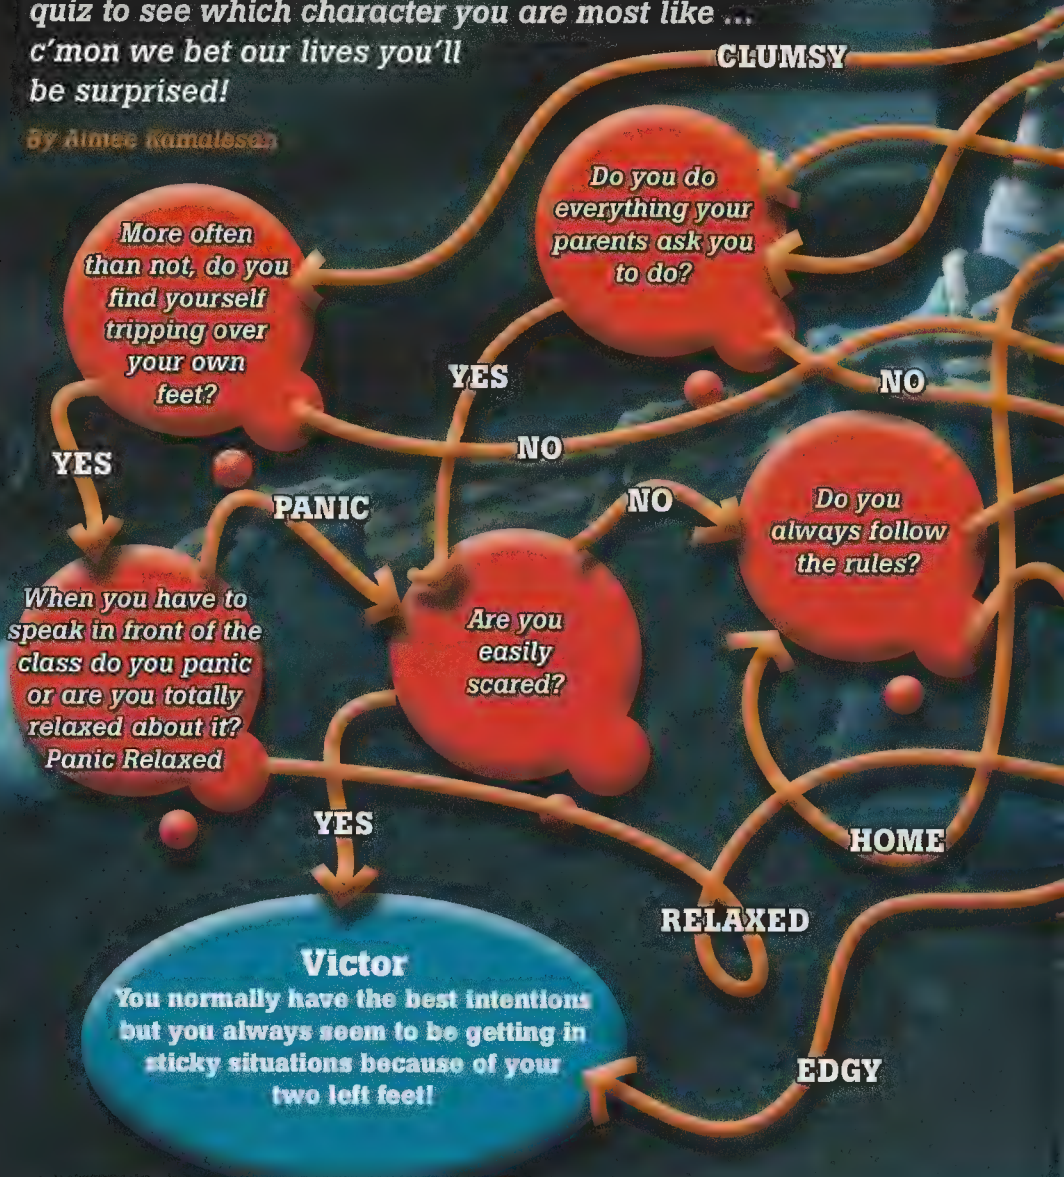 quiz to see which character you are most like ...
c'mon we bet our lives you'll
be surprised!
By Aimee Kamalesan
CLUMSY
Do you do
everything your
parents ask you
to do?
More often
than not, do you
find yourself
tripping over
your own
feet?
YES
NO
NO
YES
PANIC
NO
Do you
always follow
the rules?
When you have to
speak in front of the
class do you panic
or are you totally
relaxed about it?
Panic Relaxed
Are you
easily
scared?
YES
HOME
RELAXED
Victor
You normally have the best intentions
but you always seem to be getting in
sticky situations because of your
two left feet!
EDGY